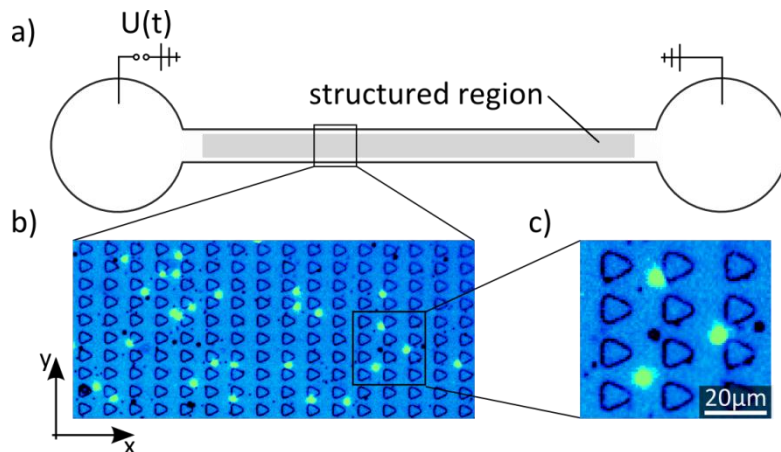 a)
U(t)
structured region
b)
c)
y
x
20μm